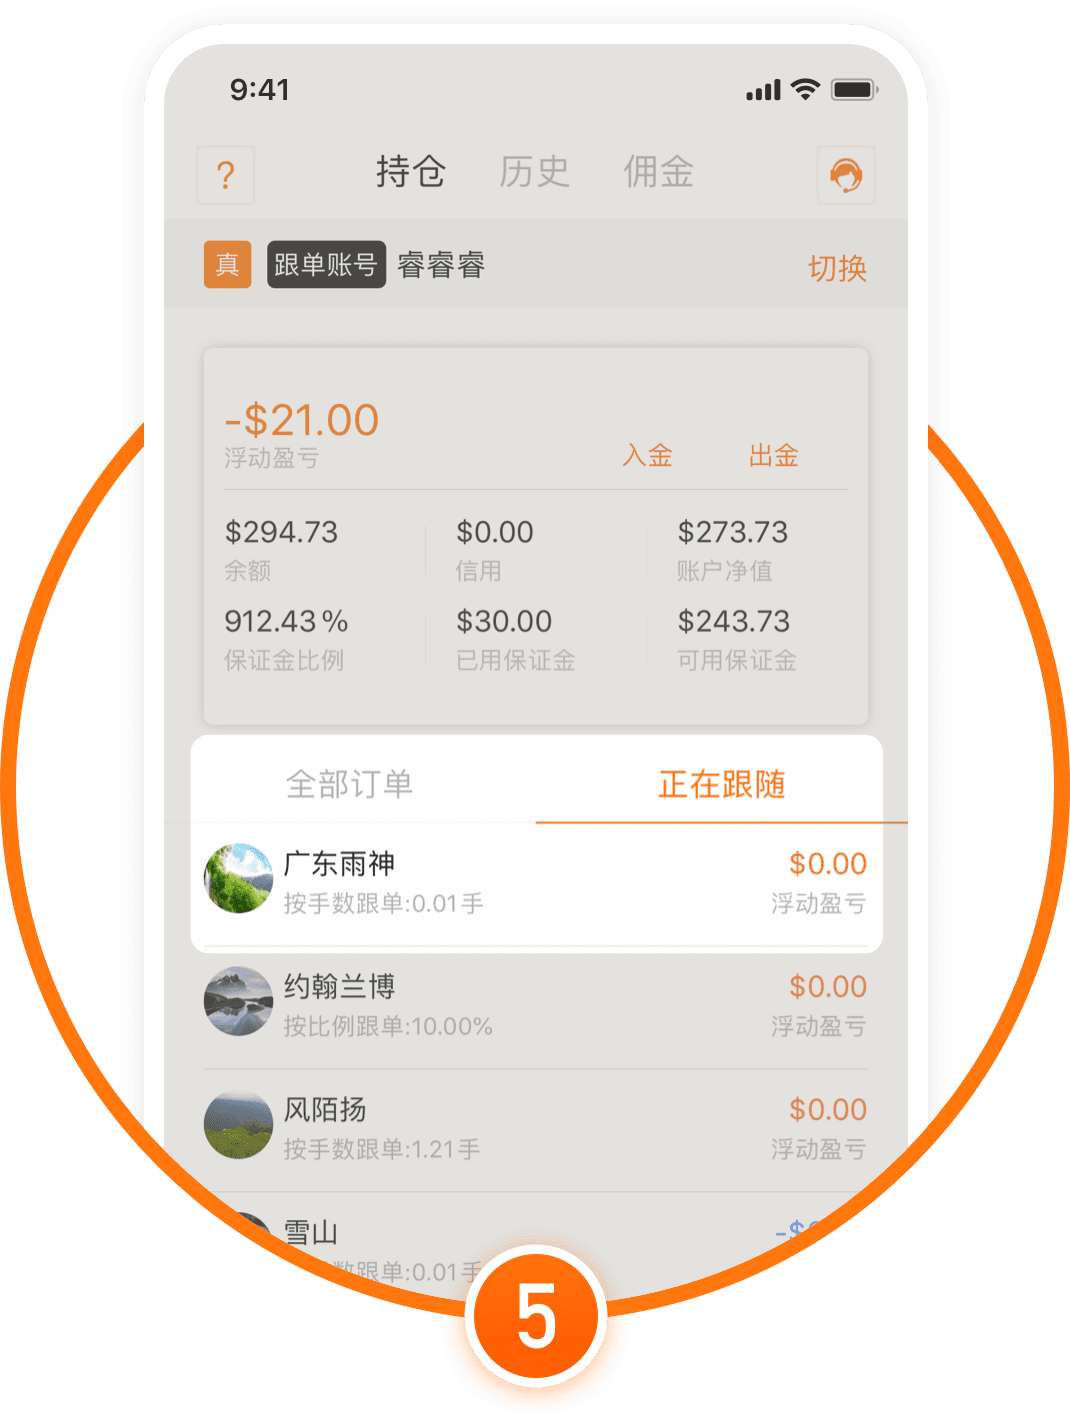 9:41
?
持仓 历史 佣金
真 跟单账号 睿睿睿 切换
-$21.00
浮动盈亏 入金 出金
$294.73 $0.00 $273.73
余额 信用 账户净值
912.43% $30.00 $243.73
保证金比例 已用保证金 可用保证金
全部订单 正在跟随
广东雨神 $0.00
按手数跟单:0.01手 浮动盈亏
约翰兰博 $0.00
按比例跟单:10.00% 浮动盈亏
风陌扬 $0.00
按手数跟单:1.21手 浮动盈亏
雪山 -$
数跟单:0.01手
5